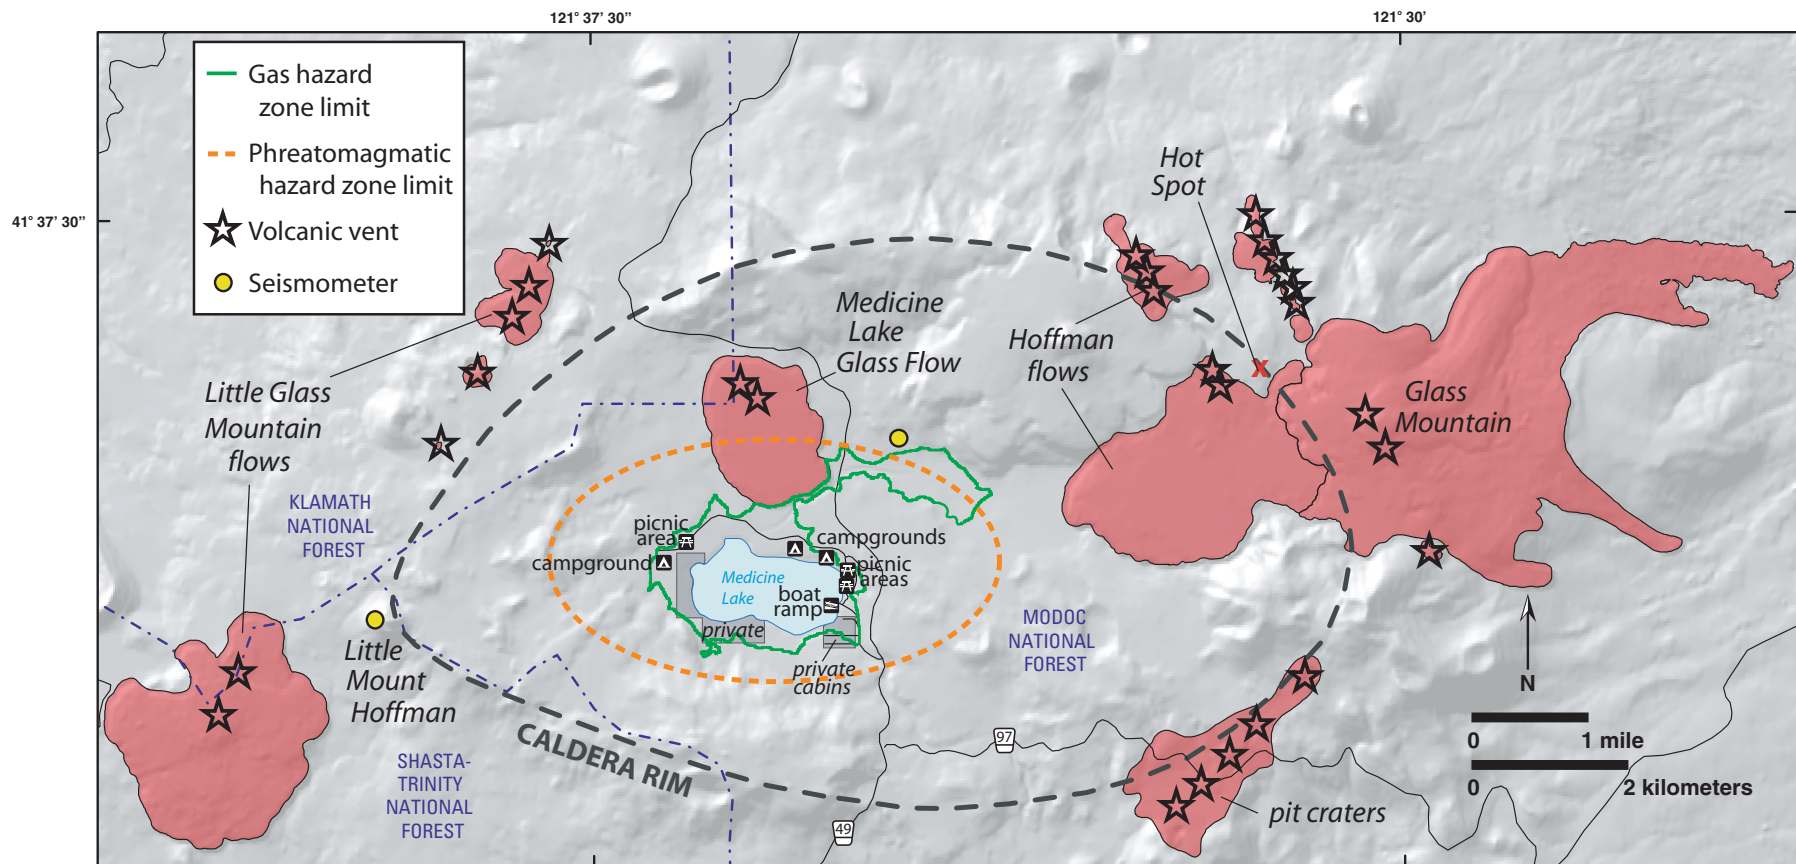 121° 37' 30”
121° 30'
41° 37' 30”
Gas hazard
zone limit
Phreatomagmatic
hazard zone limit
Volcanic vent
Seismometer
Hot
Spot
Medicine
Lake
Glass Flow
Hoffman
flows
Glass
Mountain
Little Glass
Mountain
flows
KLAMATH
NATIONAL
FOREST
picnic
area
campground
campgrounds
picnic
areas
Medicine
Lake
boat
ramp
private
private
cabins
MODOC
NATIONAL
FOREST
Little
Mount
Hoffman
CALDERA RIM
SHASTA-
TRINITY
NATIONAL
FOREST
97
49
pit craters
N
0 1 mile
0 2 kilometers